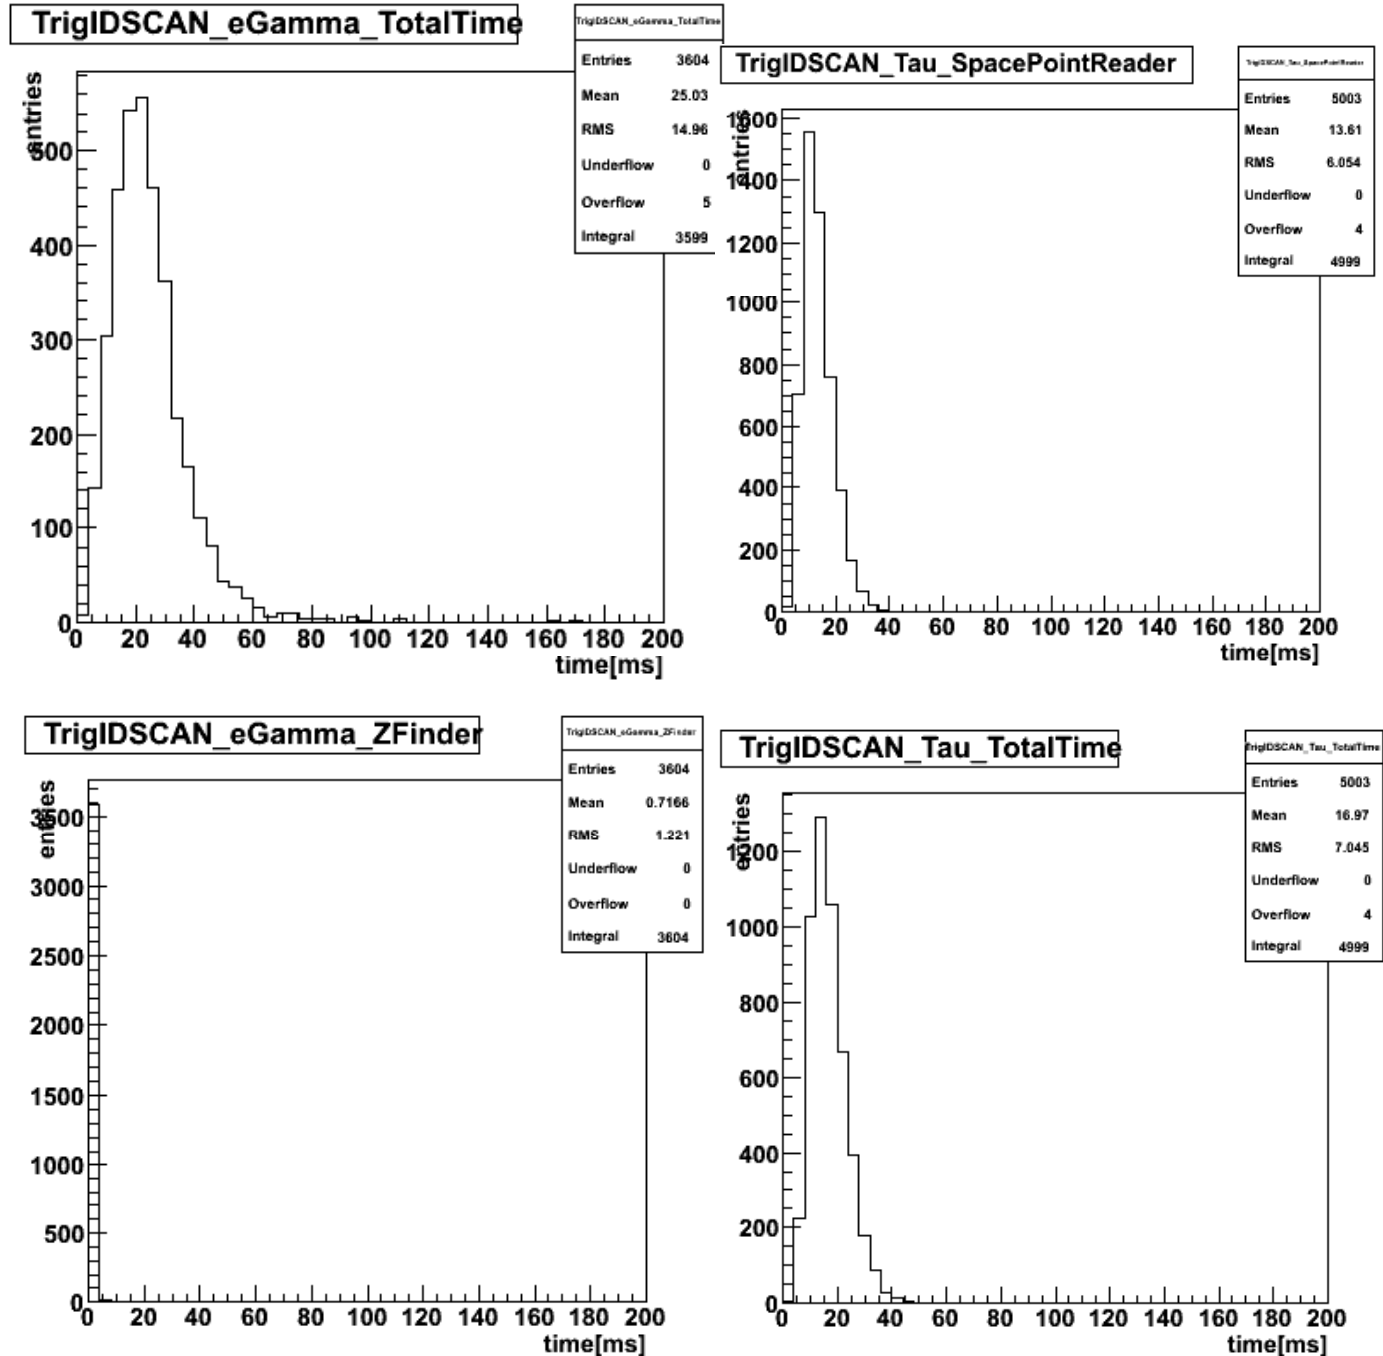 TrigIDSCAN_eGamma_TotalTime
TrigIDSCAN_eGamma_TotalTime
Entries 3604
Mean 25.03
RMS 14.96
Underflow 0
Overflow 5
Integral 3599
entries
500
400
300
200
100
0
0 20 40 60 80 100 120 140 160 180 200
time[ms]
TrigIDSCAN_Tau_SpacePointReader
TrigIDSCAN_Tau_SpacePointReader
Entries 5003
Mean 13.61
RMS 6.054
Underflow 0
Overflow 4
Integral 4999
entries
1600
1400
1200
1000
800
600
400
200
0
0 20 40 60 80 100 120 140 160 180 200
time[ms]
TrigIDSCAN_eGamma_ZFinder
TrigIDSCAN_eGamma_ZFinder
Entries 3604
Mean 0.7166
RMS 1.221
Underflow 0
Overflow 0
Integral 3604
entries
3500
3000
2500
2000
1500
1000
500
0
0 20 40 60 80 100 120 140 160 180 200
time[ms]
TrigIDSCAN_Tau_TotalTime
TrigIDSCAN_Tau_TotalTime
Entries 5003
Mean 16.97
RMS 7.045
Underflow 0
Overflow 4
Integral 4999
entries
1200
1000
800
600
400
200
0
0 20 40 60 80 100 120 140 160 180 200
time[ms]